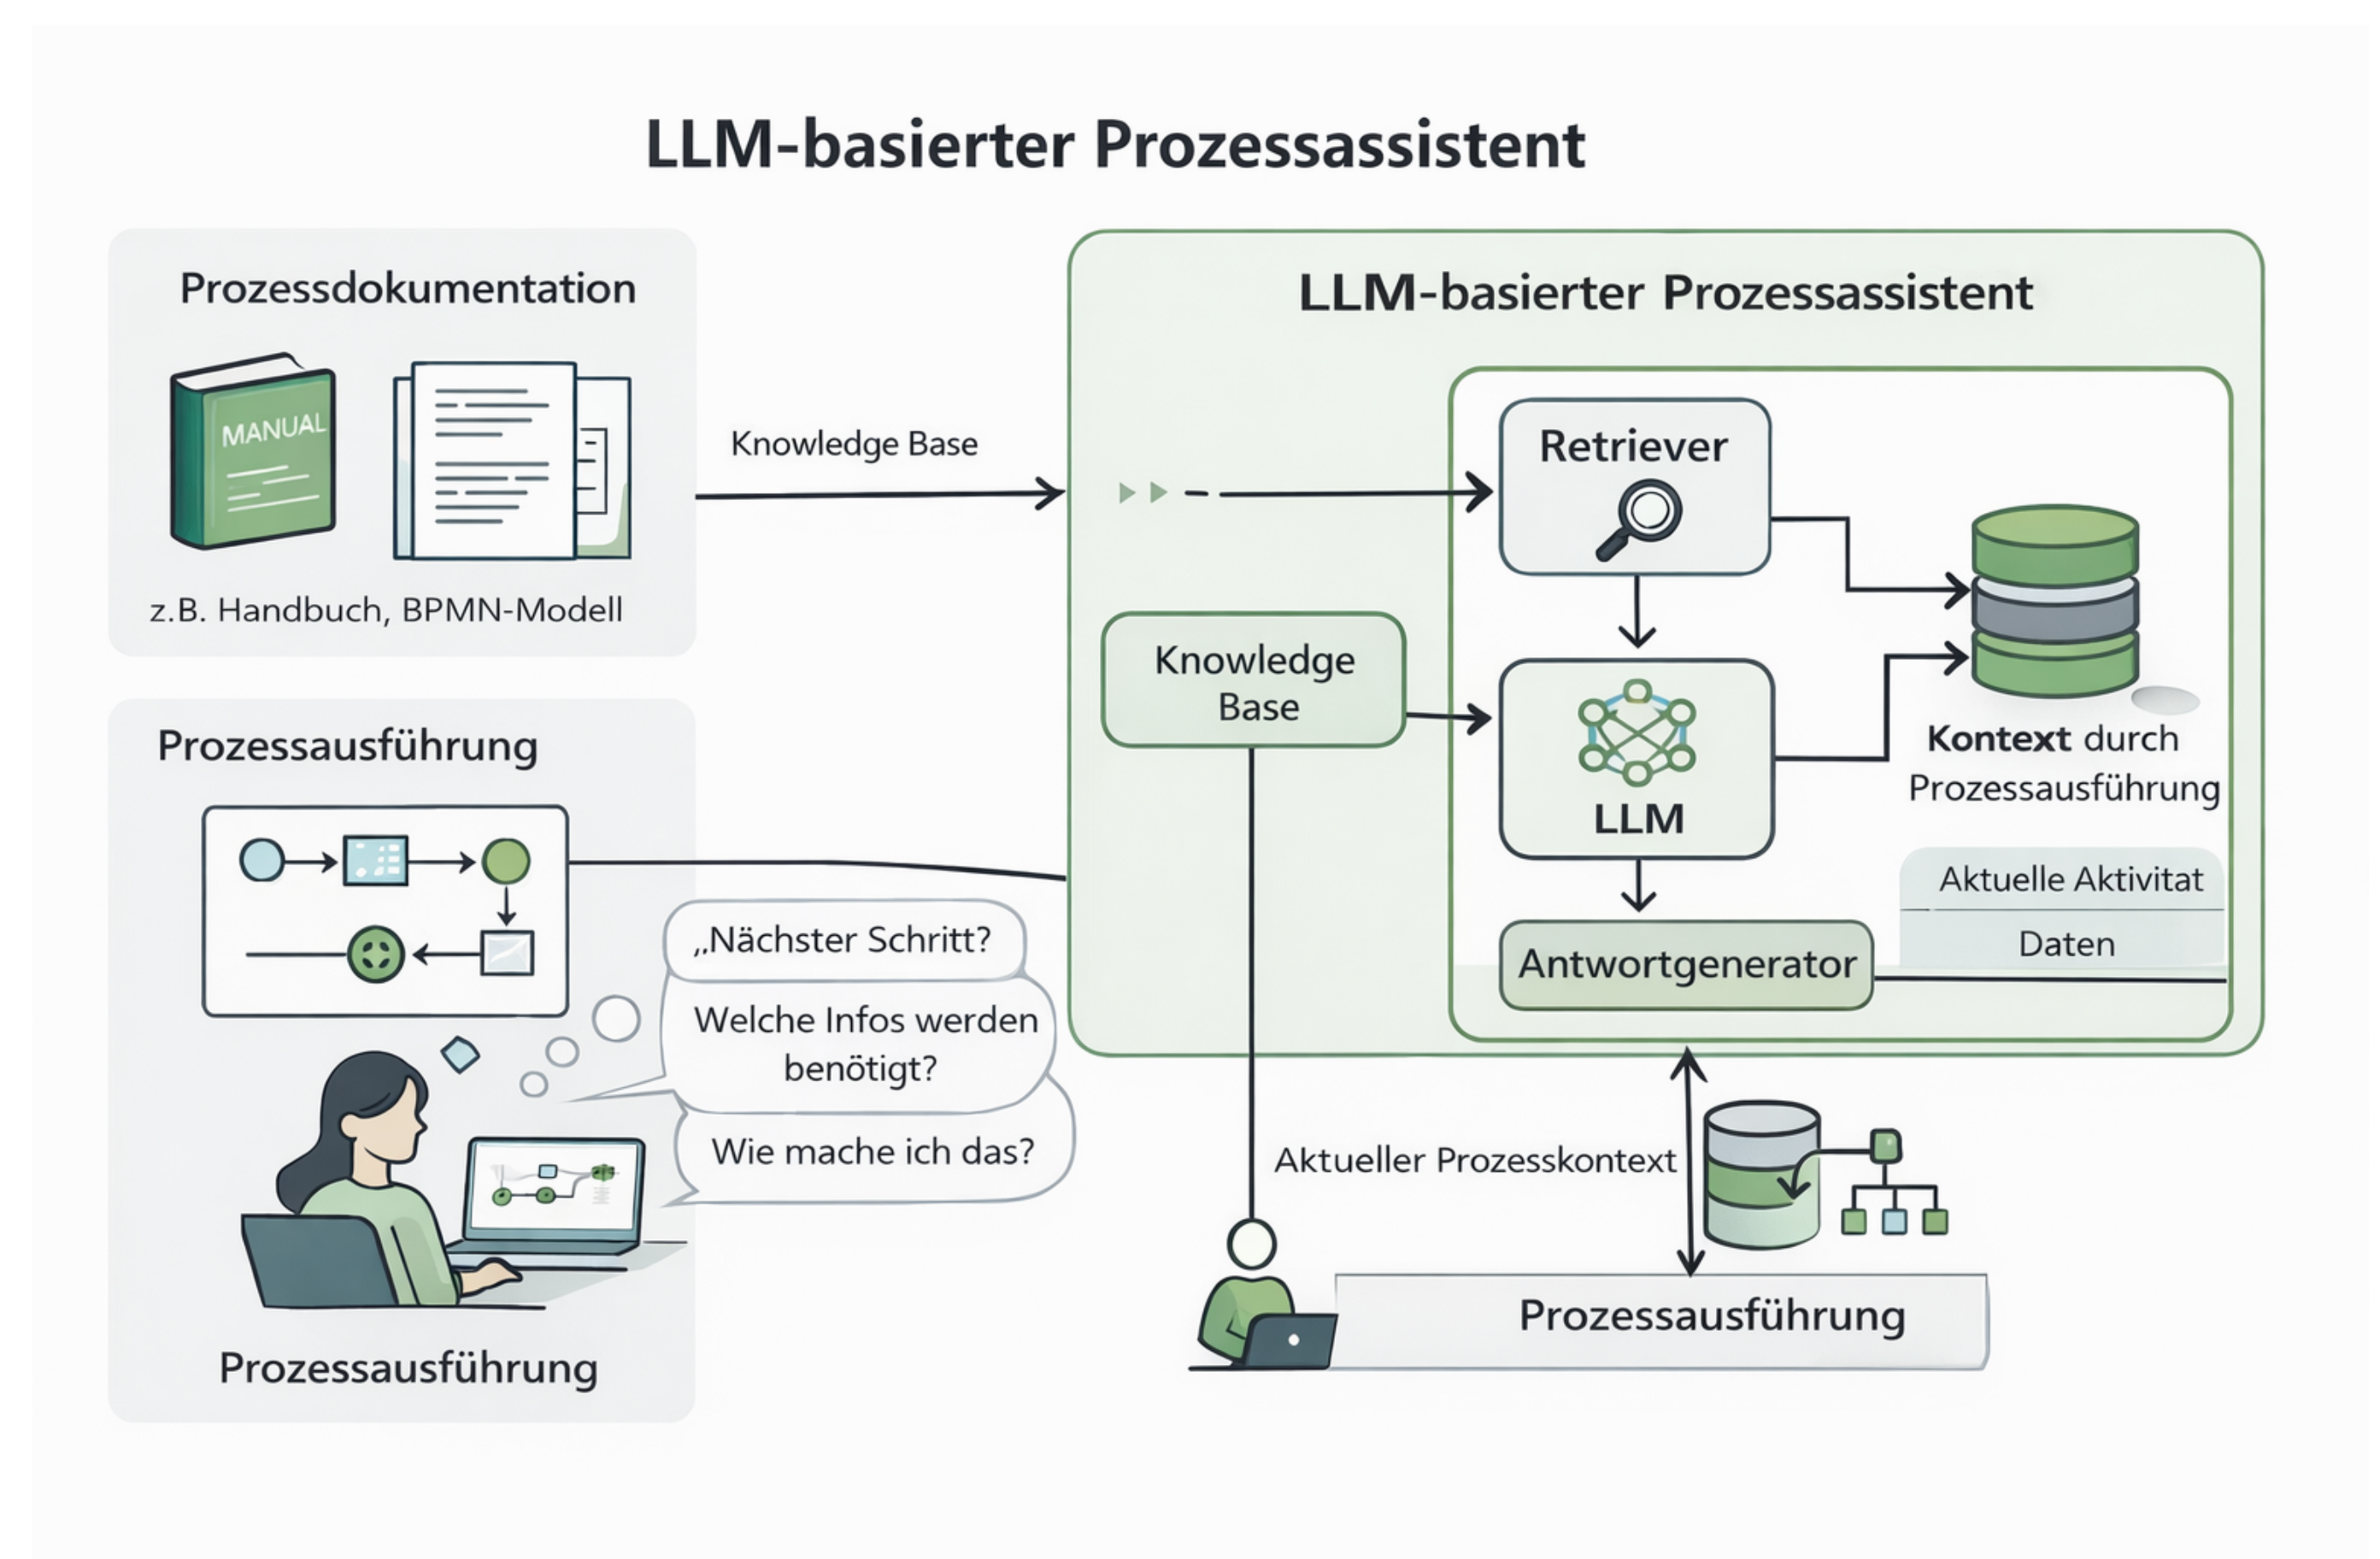 LLM-basierter Prozessassistent
Prozessdokumentation
MANUAL
z.B. Handbuch, BPMN-Modell
Knowledge Base
Prozessausführung
„Nächster Schritt?
Welche Infos werden
benötigt?
Wie mache ich das?
Prozessausführung
LLM-basierter Prozessassistent
Retriever
Knowledge
Base
LLM
Kontext durch
Prozessausführung
Aktuelle Aktivitat
Daten
Antwortgenerator
Aktueller Prozesskontext
Prozessausführung